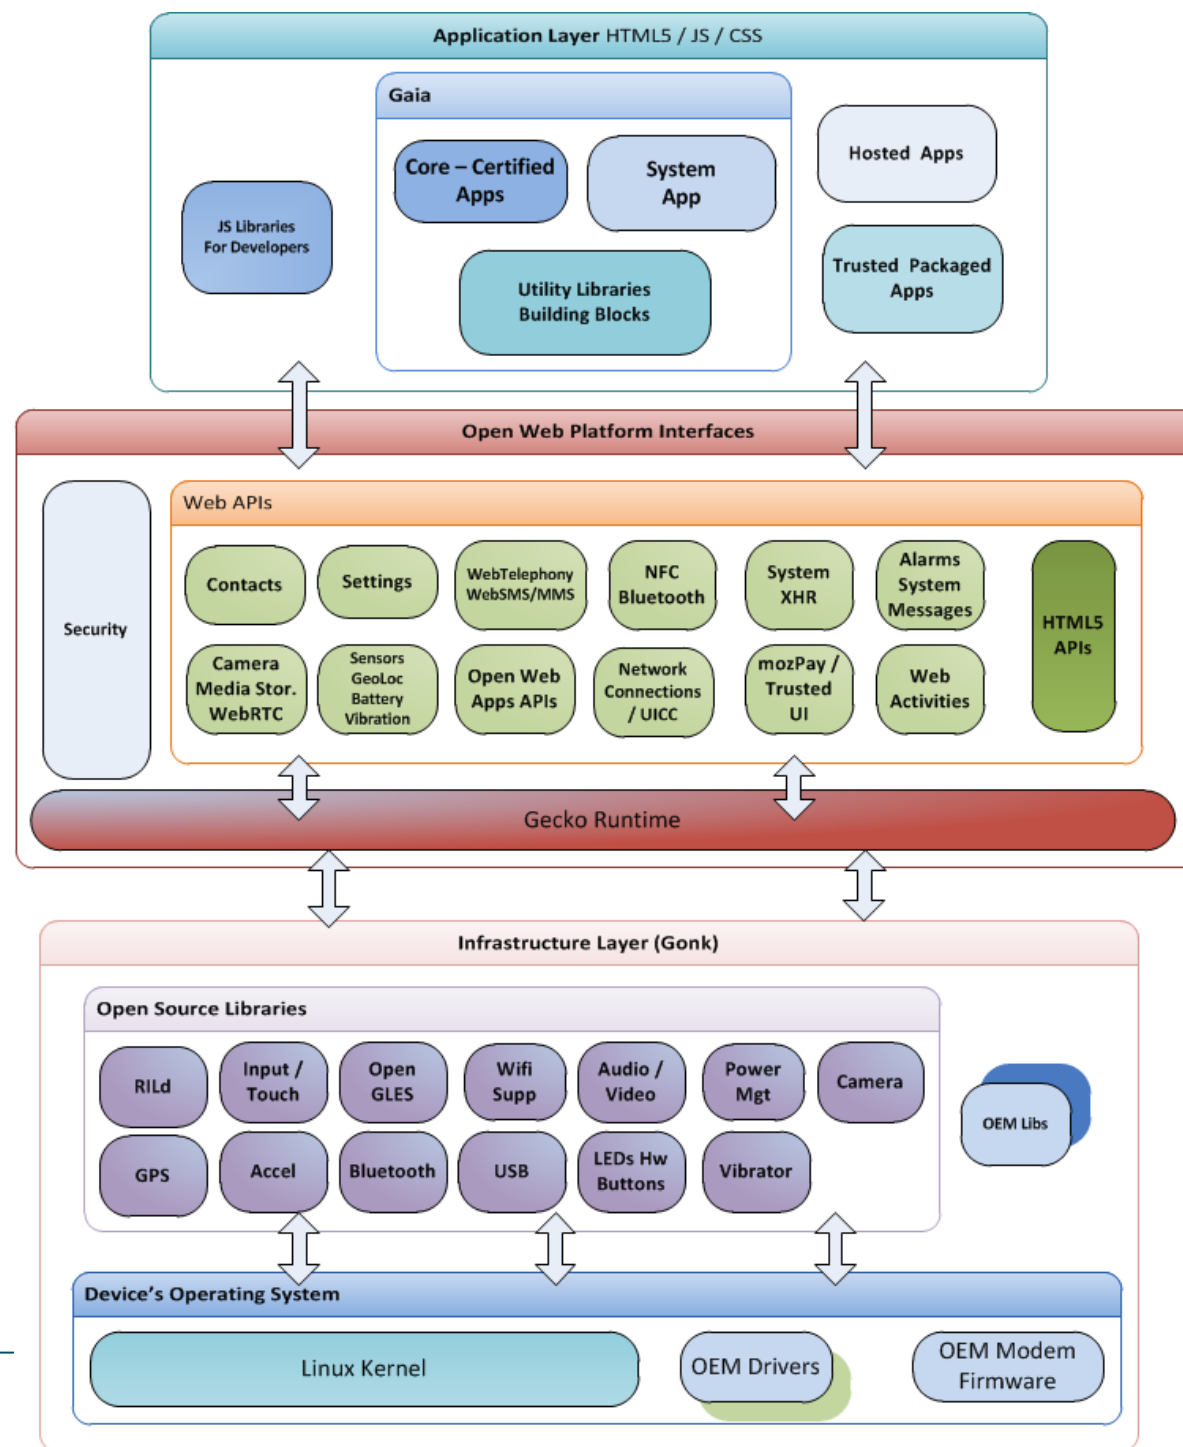 Application Layer HTML5 / JS / CSS
Gaia
Core – Certified
Apps
System
App
Hosted Apps
JS Libraries
For Developers
Trusted Packaged
Apps
Utility Libraries
Building Blocks
Open Web Platform Interfaces
Security
Web APIs
Contacts
Settings
WebTelephony
WebSMS/MMS
NFC
Bluetooth
System
XHR
Alarms
System
Messages
HTML5
APIs
Camera
Media Stor.
WebRTC
Sensors
GeoLoc
Battery
Vibration
Open Web
Apps APIs
Network
Connections
/ UICC
mozPay /
Trusted
UI
Web
Activities
Gecko Runtime
Infrastructure Layer (Gonk)
Open Source Libraries
RILd
Input /
Touch
Open
GLES
Wifi
Supp
Audio /
Video
Power
Mgt
Camera
OEM Libs
GPS
Accel
Bluetooth
USB
LEDs Hw
Buttons
Vibrator
Device's Operating System
Linux Kernel
OEM Drivers
OEM Modem
Firmware